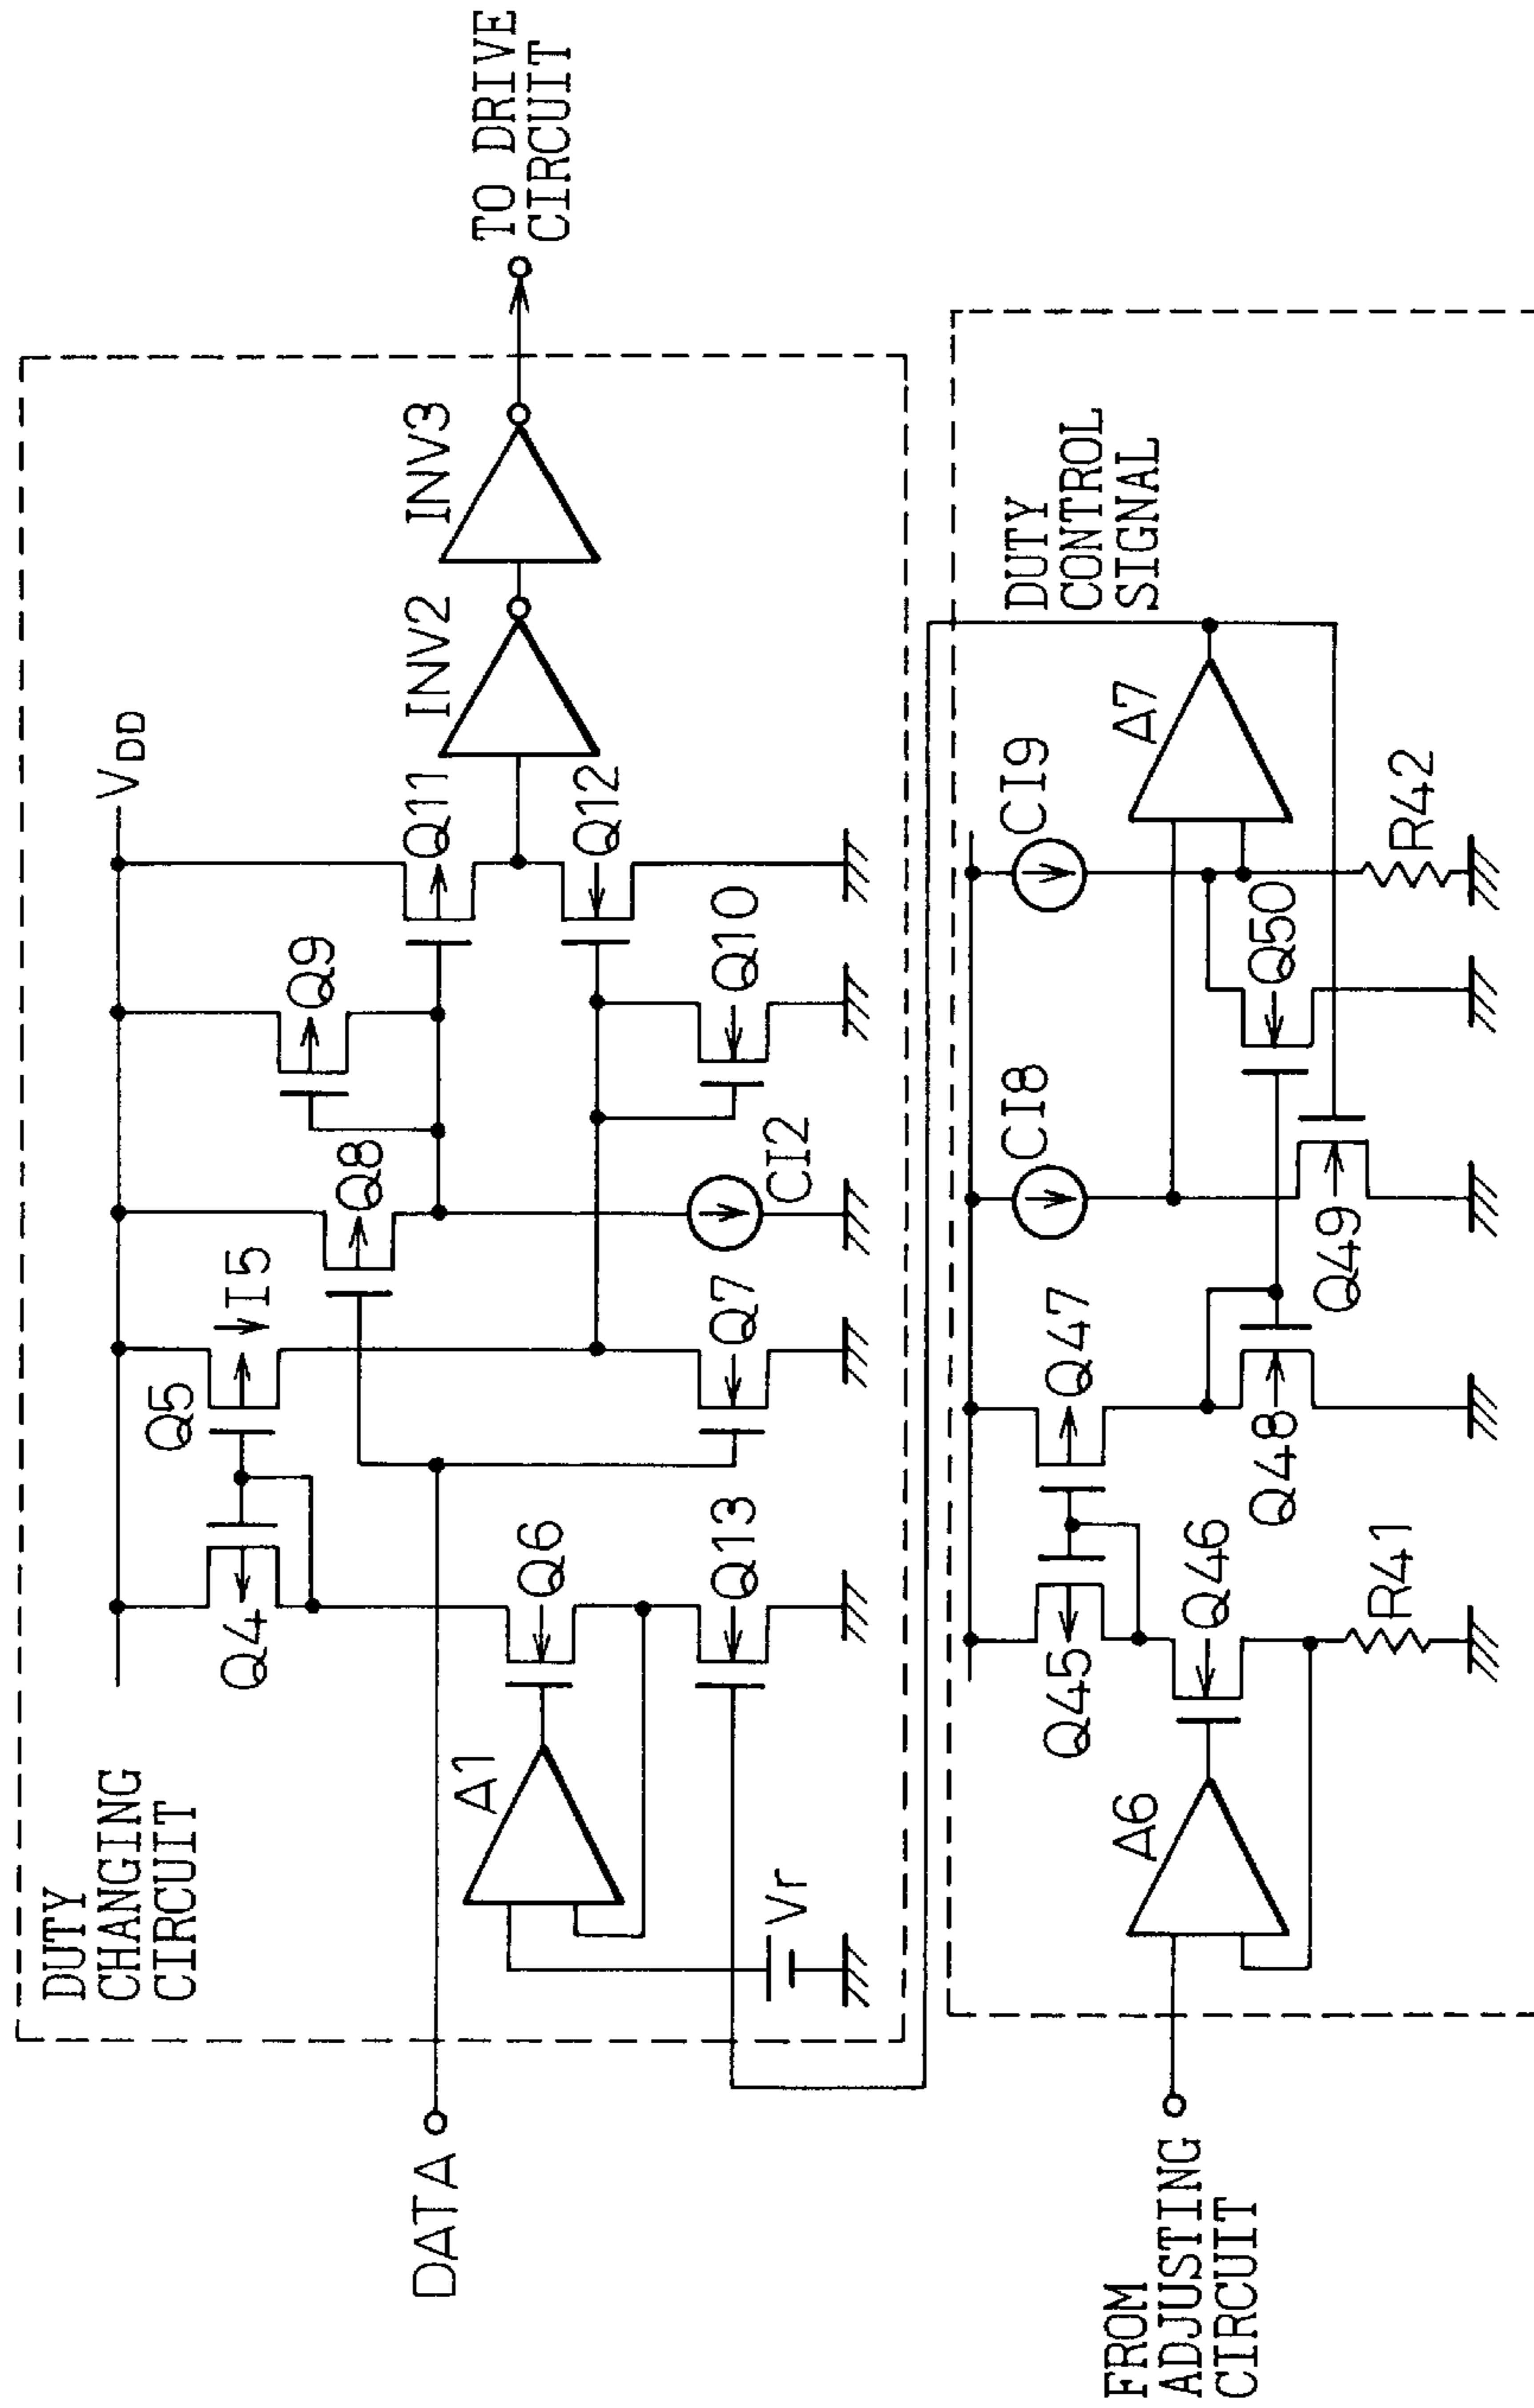 DUTY
CHANGING
CIRCUIT
VDD
Q4
Q5
I5
Q8
Q9
Q11
INV2
INV3
TO DRIVE
CIRCUIT
DATA
A1
Q6
Vr
Q13
Q7
CI2
Q10
Q12
DUTY
CONTROL
SIGNAL
FROM
ADJUSTING
CIRCUIT
A6
Q45
Q46
R41
Q47
Q48
CI8
Q49
Q50
CI9
A7
R42